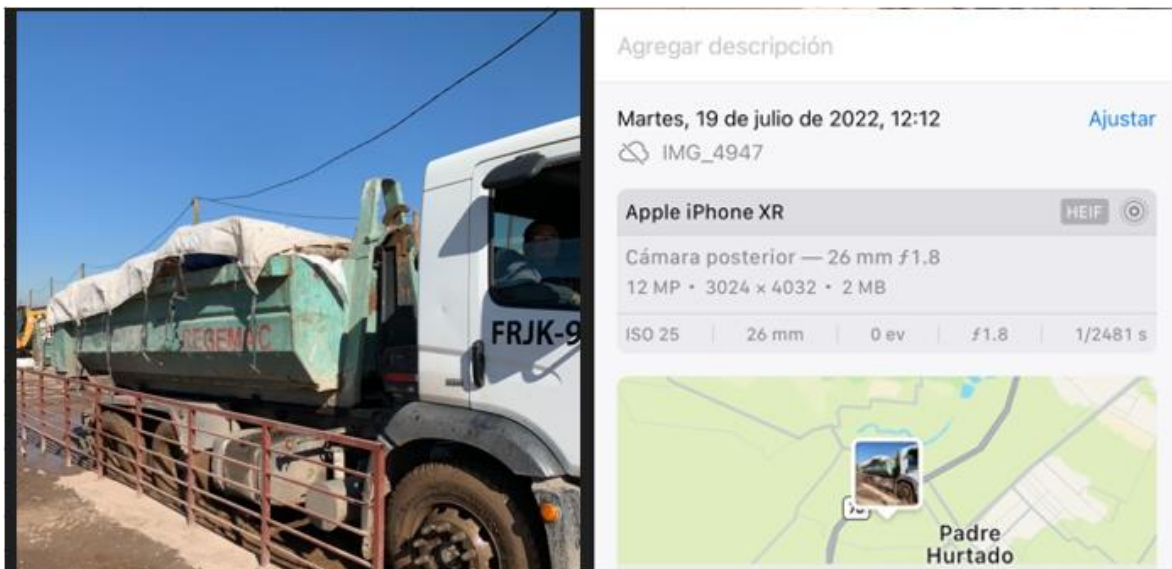 REGEMAC
FRJK-9
Agregar descripción
Martes, 19 de julio de 2022, 12:12
Ajustar
IMG_4947
Apple iPhone XR
HEIF
Cámara posterior — 26 mm ƒ1.8
12 MP • 3024 × 4032 • 2 MB
ISO 25
26 mm
0 ev
ƒ1.8
1/2481 s
Padre
Hurtado